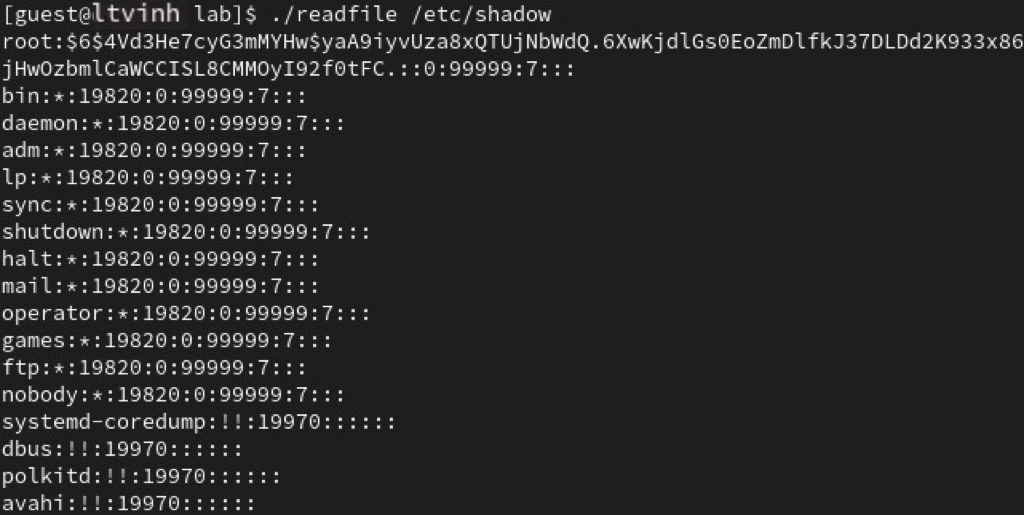 [guest@ltvinh lab]$ ./readfile /etc/shadow
root:$6$4Vd3He7cyG3mMYHw$yaA9iyvUza8xQTUjNbWdQ.6XwKjdlGs0EoZmDlfkJ37DLDd2K933x86
jHwOzbmlCaWCCISL8CMMOyI92f0tFC.::0:99999:7:::
bin:*:19820:0:99999:7:::
daemon:*:19820:0:99999:7:::
adm:*:19820:0:99999:7:::
lp:*:19820:0:99999:7:::
sync:*:19820:0:99999:7:::
shutdown:*:19820:0:99999:7:::
halt:*:19820:0:99999:7:::
mail:*:19820:0:99999:7:::
operator:*:19820:0:99999:7:::
games:*:19820:0:99999:7:::
ftp:*:19820:0:99999:7:::
nobody:*:19820:0:99999:7:::
systemd-coredump:!!:19970::::::
dbus:!!:19970::::::
polkitd:!!:19970::::::
avahi:!!:19970::::::